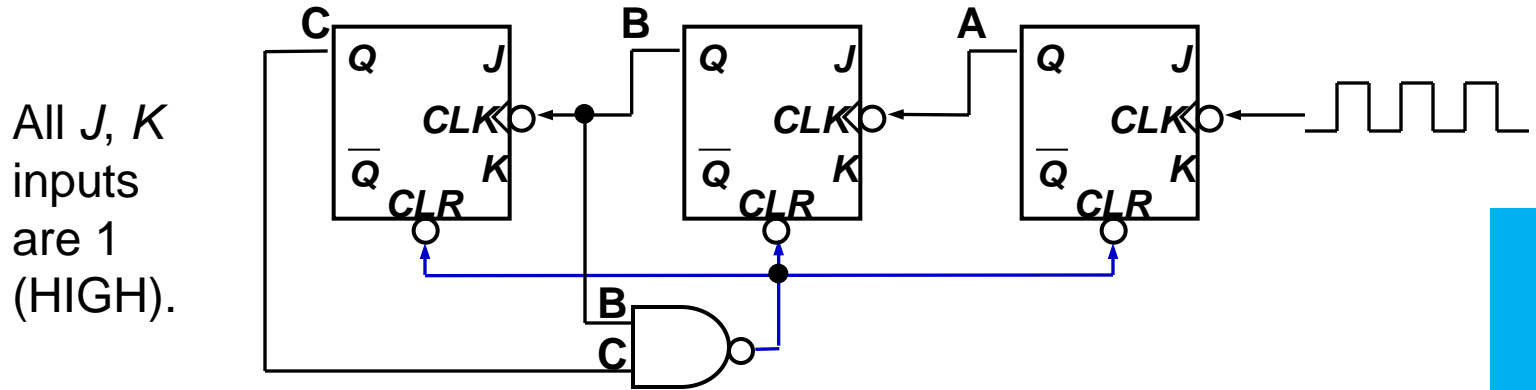 C B A
Q J Q J Q J
All J, K
inputs
are 1
(HIGH).
CLK CLK CLK
Q K Q K Q K
CLR CLR CLR
B
C